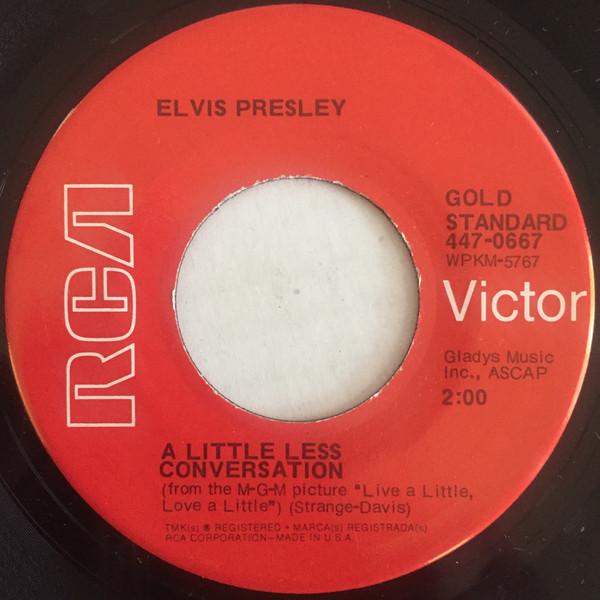 ELVIS PRESLEY
RCA
GOLD
STANDARD
447-0667
WPKM-5767
Victor
Gladys Music
Inc., ASCAP
2:00
A LITTLE LESS
CONVERSATION
(from the M-G-M picture "Live a Little,
Love a Little") (Strange-Davis)
TMK(s) ® REGISTERED • MARCA(s) REGISTRADA(s)
RCA CORPORATION—MADE IN U.S.A.